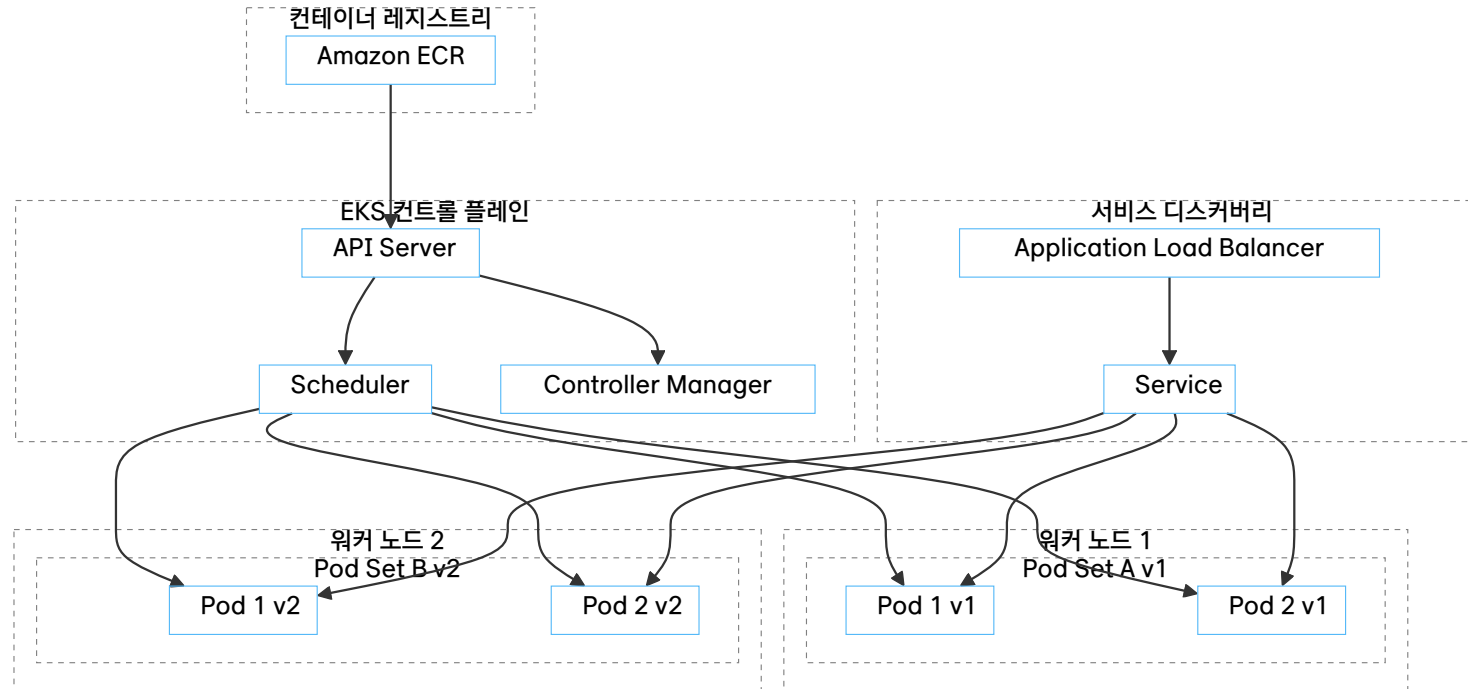 컨테이너 레지스트리
Amazon ECR
EKS 컨트롤 플레인
API Server
Scheduler
Controller Manager
서비스 디스커버리
Application Load Balancer
Service
워커 노드 2
Pod Set B v2
Pod 1 v2
Pod 2 v2
워커 노드 1
Pod Set A v1
Pod 1 v1
Pod 2 v1